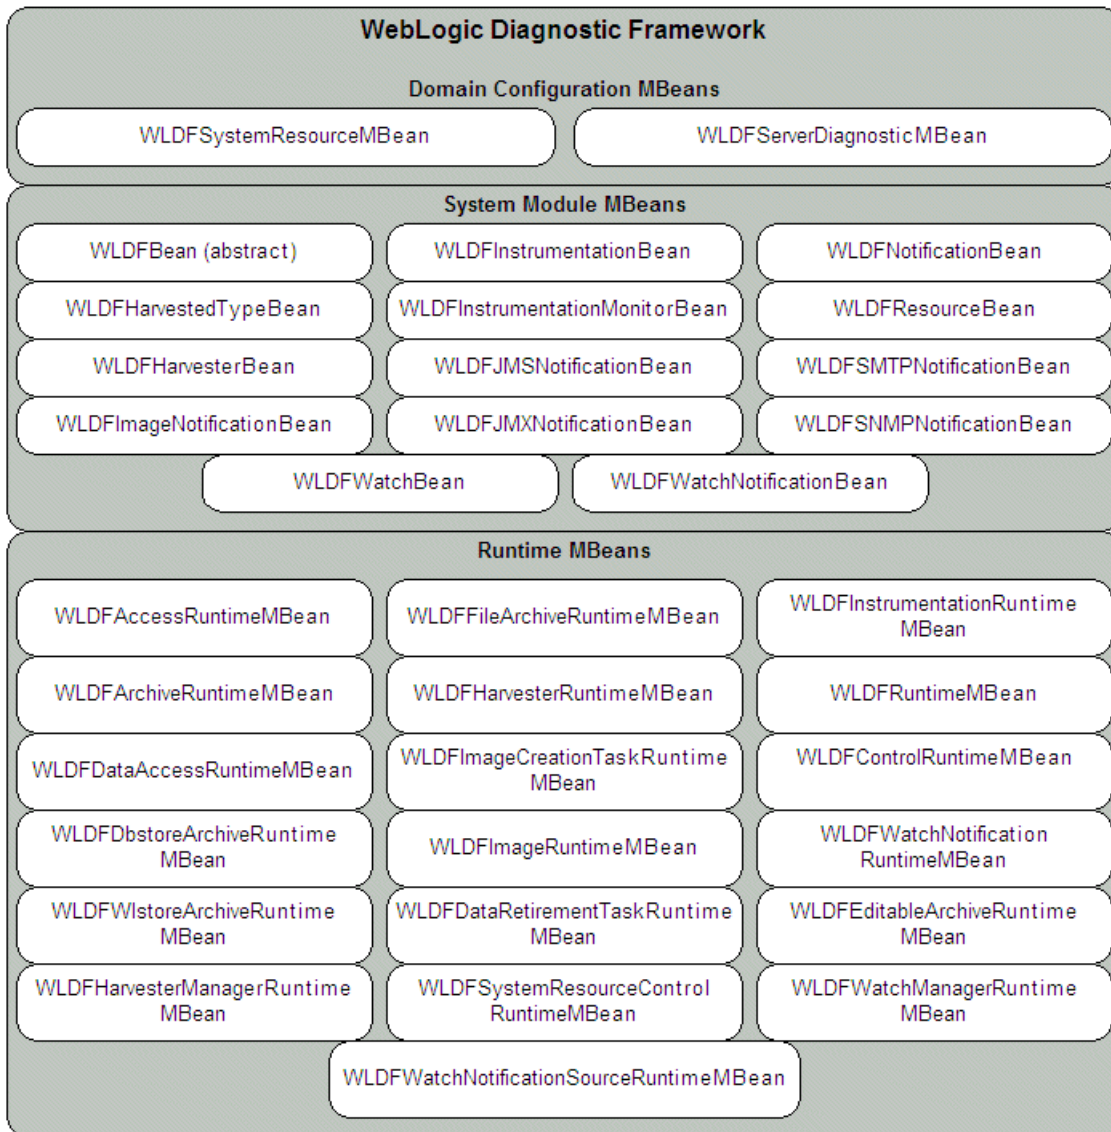 WebLogic Diagnostic Framework
Domain Configuration MBeans
WLDFSystemResourceMBean
WLDFServerDiagnosticMBean
System Module MBeans
WLDFBean (abstract)
WLDFInstrumentationBean
WLDFNotificationBean
WLDFHarvestedTypeBean
WLDFInstrumentationMonitorBean
WLDFResourceBean
WLDFHarvesterBean
WLDFJMSNotificationBean
WLDFSMTPNotificationBean
WLDFImageNotificationBean
WLDFJMXNotificationBean
WLDFSNMPNotificationBean
WLDFWatchBean
WLDFWatchNotificationBean
Runtime MBeans
WLDFAccessRuntimeMBean
WLDFFileArchiveRuntimeMBean
WLDFInstrumentationRuntime
MBean
WLDFArchiveRuntimeMBean
WLDFHarvesterRuntimeMBean
WLDFRuntimeMBean
WLDFDataAccessRuntimeMBean
WLDFImageCreationTaskRuntime
MBean
WLDFControlRuntimeMBean
WLDFDbstoreArchiveRuntime
MBean
WLDFImageRuntimeMBean
WLDFWatchNotification
RuntimeMBean
WLDFWlstoreArchiveRuntime
MBean
WLDFDataRetirementTaskRuntime
MBean
WLDFEditableArchiveRuntime
MBean
WLDFHarvesterManagerRuntime
MBean
WLDFSystemResourceControl
RuntimeMBean
WLDFWatchManagerRuntime
MBean
WLDFWatchNotificationSourceRuntimeMBean